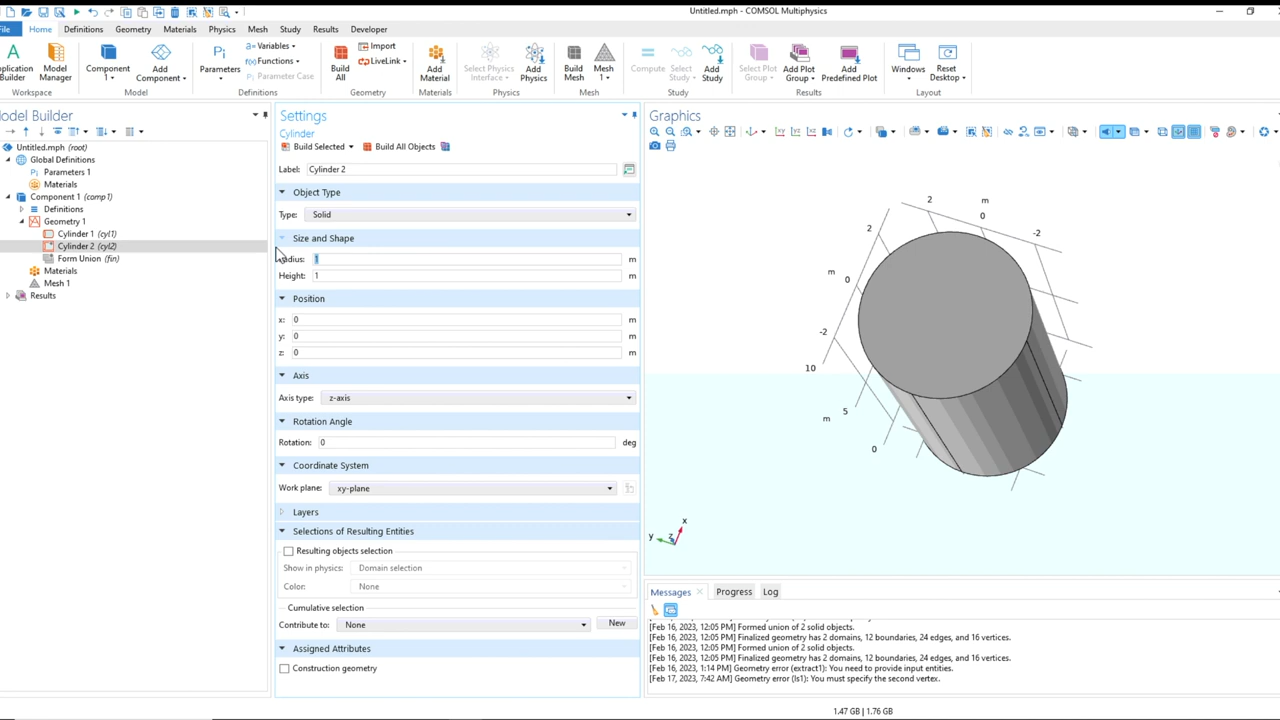 Untitled.mph - COMSOL Multiphysics
File Home Definitions Geometry Materials Physics Mesh Study Results Developer
Application Builder
Model Manager
Component 1
Add Component
Parameters
Variables
Functions
Parameter Case
Build All
Import
LiveLink
Add Material
Select Physics Interface
Add Physics
Build Mesh
Mesh 1
Compute
Select Study
Add Study
Select Plot Group
Add Plot Group
Add Predefined Plot
Windows
Reset Desktop
Workspace Model Definitions Geometry Materials Physics Mesh Study Results Layout
Model Builder
Untitled.mph (root)
Global Definitions
Parameters 1
Materials
Component 1 (comp1)
Definitions
Geometry 1
Cylinder 1 (cyl1)
Cylinder 2 (cyl2)
Form Union (fin)
Materials
Mesh 1
Results
Settings
Cylinder
Build Selected Build All Objects
Label: Cylinder 2
Object Type
Type: Solid
Size and Shape
Radius: 1 m
Height: 1 m
Position
x: 0 m
y: 0 m
z: 0 m
Axis
Axis type: z-axis
Rotation Angle
Rotation: 0 deg
Coordinate System
Work plane: xy-plane
Layers
Selections of Resulting Entities
Resulting objects selection
Show in physics: Domain selection
Color: None
Cumulative selection
Contribute to: None New
Assigned Attributes
Construction geometry
Graphics
2 m
0
-2
2
m 0
-2
10
m 5
0
x
y z
Messages Progress Log
[Feb 16, 2023, 12:05 PM] Formed union of 2 solid objects.
[Feb 16, 2023, 12:05 PM] Finalized geometry has 2 domains, 12 boundaries, 24 edges, and 16 vertices.
[Feb 16, 2023, 12:05 PM] Formed union of 2 solid objects.
[Feb 16, 2023, 12:05 PM] Finalized geometry has 2 domains, 12 boundaries, 24 edges, and 16 vertices.
[Feb 16, 2023, 1:14 PM] Geometry error (extract1): You need to provide input entities.
[Feb 17, 2023, 7:42 AM] Geometry error (ls1): You must specify the second vertex.
1.47 GB | 1.76 GB